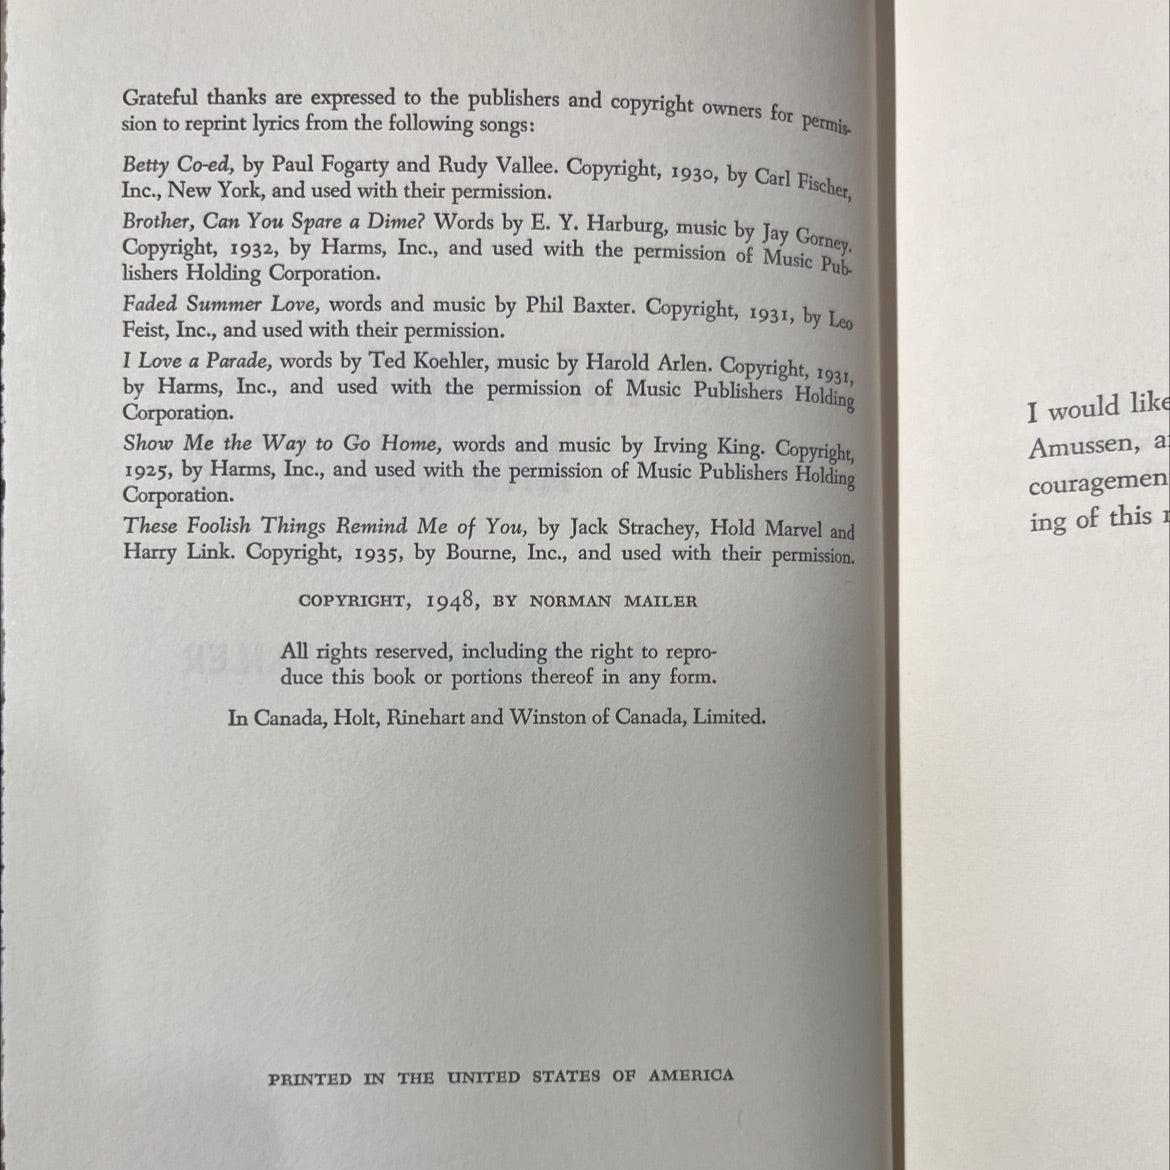 Grateful thanks are expressed to the publishers and copyright owners for permis-
sion to reprint lyrics from the following songs:
Betty Co-ed, by Paul Fogarty and Rudy Vallee. Copyright, 1930, by Carl Fischer,
Inc., New York, and used with their permission.
Brother, Can You Spare a Dime? Words by E. Y. Harburg, music by Jay Gorney.
Copyright, 1932, by Harms, Inc., and used with the permission of Music Pub-
lishers Holding Corporation.
Faded Summer Love, words and music by Phil Baxter. Copyright, 1931, by Leo
Feist, Inc., and used with their permission.
I Love a Parade, words by Ted Koehler, music by Harold Arlen. Copyright, 1931,
by Harms, Inc., and used with the permission of Music Publishers Holding
Corporation.
Show Me the Way to Go Home, words and music by Irving King. Copyright,
1925, by Harms, Inc., and used with the permission of Music Publishers Holding
Corporation.
These Foolish Things Remind Me of You, by Jack Strachey, Hold Marvel and
Harry Link. Copyright, 1935, by Bourne, Inc., and used with their permission.
COPYRIGHT, 1948, BY NORMAN MAILER
All rights reserved, including the right to repro-
duce this book or portions thereof in any form.
In Canada, Holt, Rinehart and Winston of Canada, Limited.
PRINTED IN THE UNITED STATES OF AMERICA
I would like
Amussen, a
couragemen
ing of this